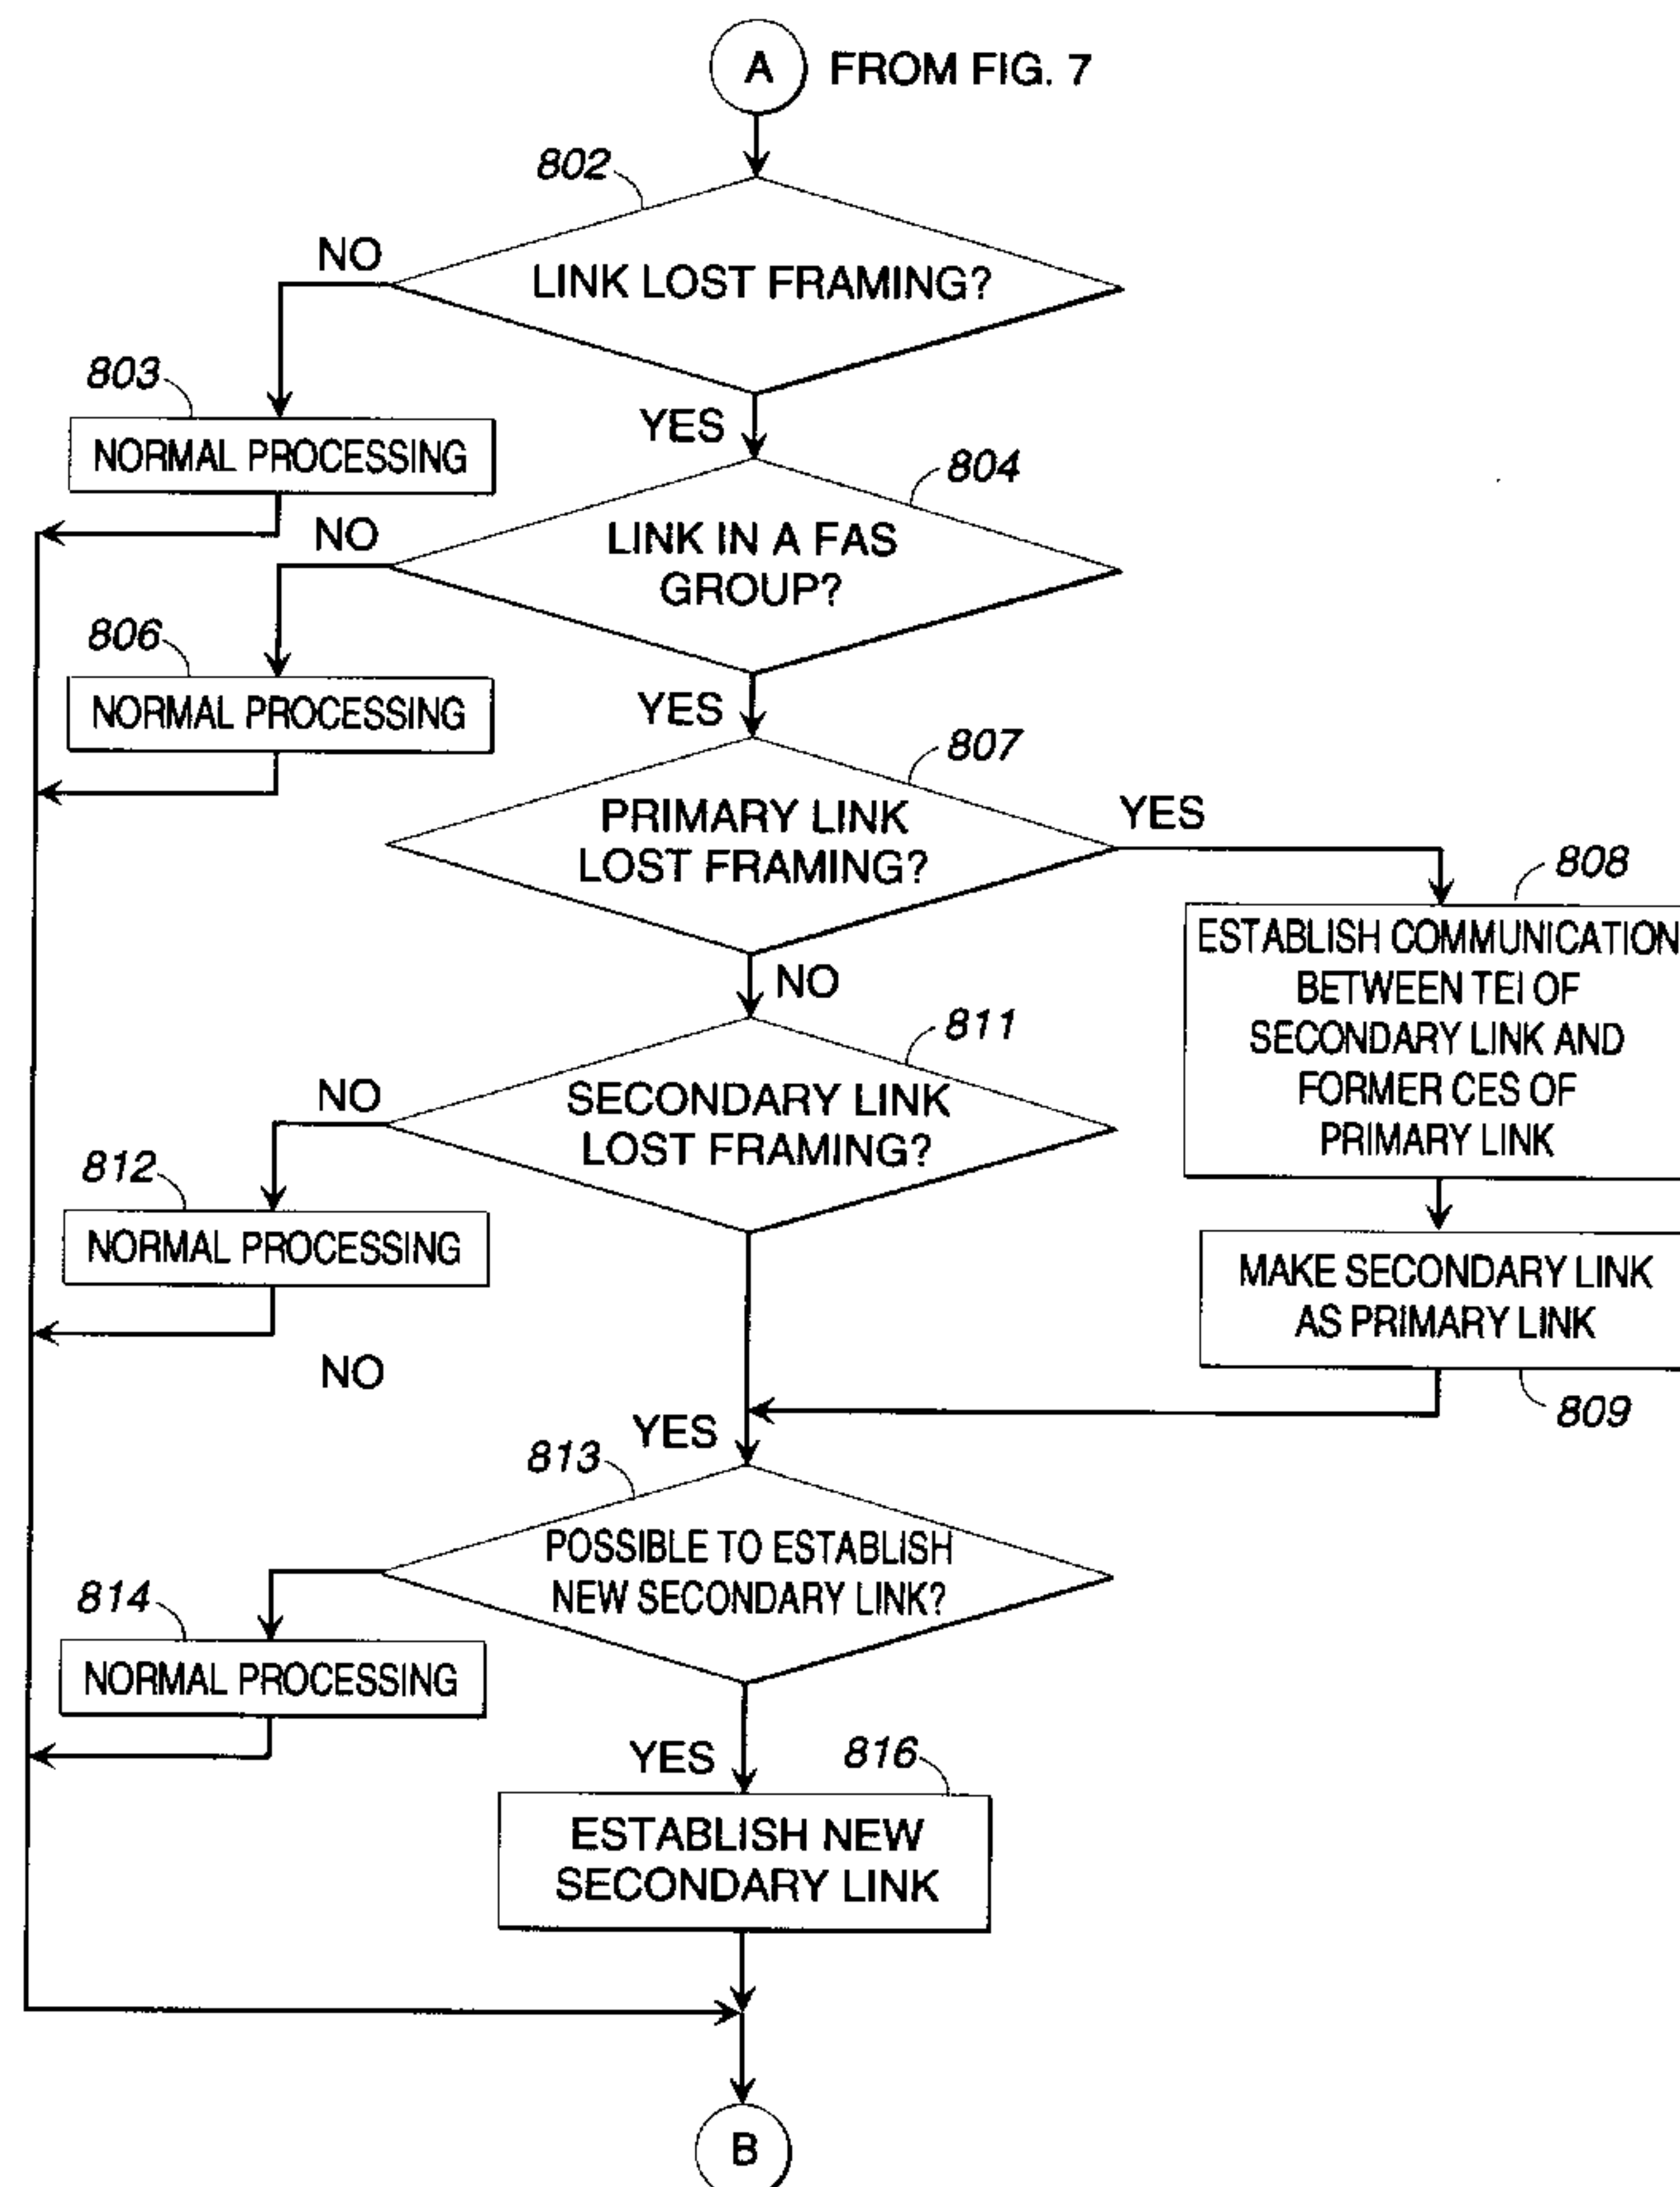 A FROM FIG. 7
802
NO
LINK LOST FRAMING?
803
YES
NORMAL PROCESSING
804
NO
LINK IN A FAS
GROUP?
806
YES
NORMAL PROCESSING
807
PRIMARY LINK
LOST FRAMING?
YES
808
ESTABLISH COMMUNICATION
BETWEEN TEI OF
SECONDARY LINK AND
FORMER CES OF
PRIMARY LINK
NO
811
NO
SECONDARY LINK
LOST FRAMING?
812
NORMAL PROCESSING
MAKE SECONDARY LINK
AS PRIMARY LINK
809
NO
YES
813
POSSIBLE TO ESTABLISH
NEW SECONDARY LINK?
814
NORMAL PROCESSING
YES
816
ESTABLISH NEW
SECONDARY LINK
B